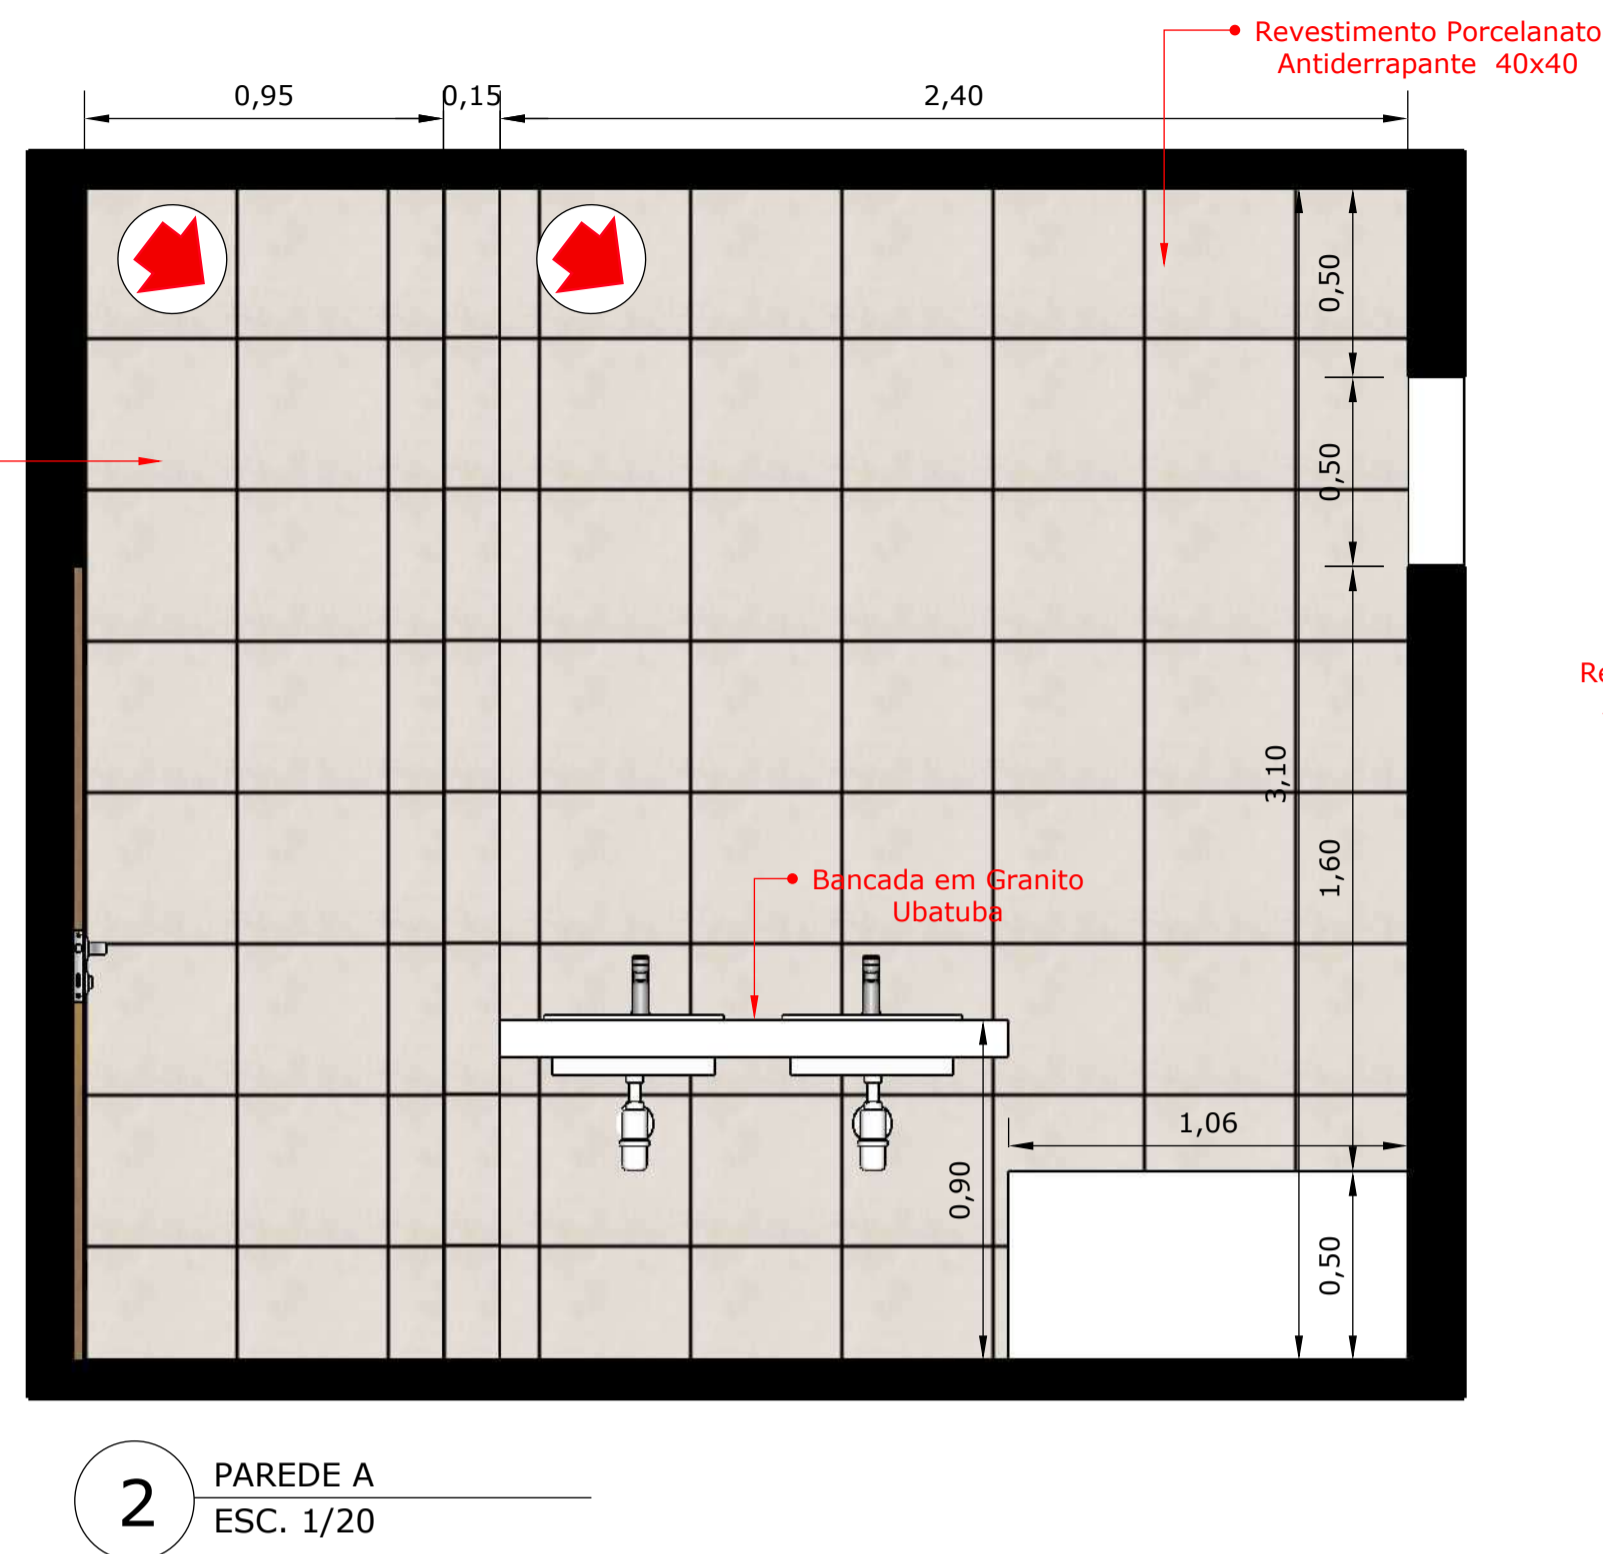 Revestimento Porcelanato
Antiderrapante 40x40
0,95
0,15
2,40
0,50
0,50
3,10
1,60
Bancada em Granito
Ubatuba
1,06
0,90
0,50
Re
2
PAREDE A
ESC. 1/20